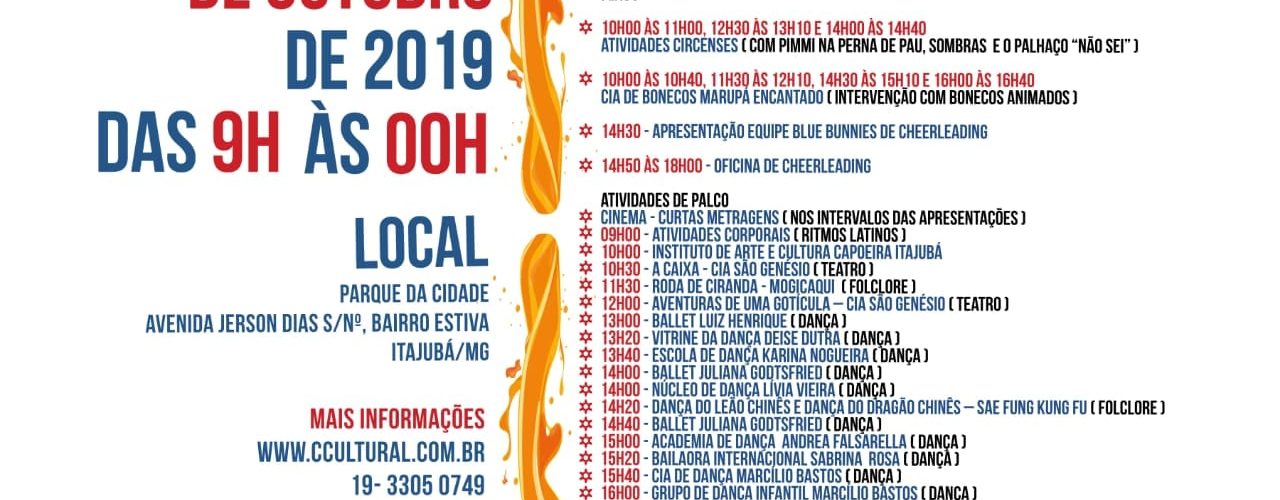 DE OUTUBRO
DE 2019
DAS 9H ÀS 00H
LOCAL
PARQUE DA CIDADE
AVENIDA JERSON DIAS S/Nº, BAIRRO ESTIVA
ITAJUBÁ/MG
MAIS INFORMAÇÕES
WWW.CCULTURAL.COM.BR
19- 3305 0749
10H00 ÀS 11H00, 12H30 ÀS 13H10 E 14H00 ÀS 14H40
ATIVIDADES CIRCENSES ( COM PIMMI NA PERNA DE PAU, SOMBRAS E O PALHAÇO “NÃO SEI” )
10H00 ÀS 10H40, 11H30 ÀS 12H10, 14H30 ÀS 15H10 E 16H00 ÀS 16H40
CIA DE BONECOS MARUPÁ ENCANTADO ( INTERVENÇÃO COM BONECOS ANIMADOS )
14H30 - APRESENTAÇÃO EQUIPE BLUE BUNNIES DE CHEERLEADING
14H50 ÀS 18H00 - OFICINA DE CHEERLEADING
ATIVIDADES DE PALCO
CINEMA - CURTAS METRAGENS ( NOS INTERVALOS DAS APRESENTAÇÕES )
09H00 - ATIVIDADES CORPORAIS ( RITMOS LATINOS )
10H00 - INSTITUTO DE ARTE E CULTURA CAPOEIRA ITAJUBÁ
10H30 - A CAIXA - CIA SÃO GENÉSIO ( TEATRO )
11H30 - RODA DE CIRANDA - MOGICAQUI ( FOLCLORE )
12H00 - AVENTURAS DE UMA GOTÍCULA – CIA SÃO GENÉSIO ( TEATRO )
13H00 - BALLET LUIZ HENRIQUE ( DANÇA )
13H20 - VITRINE DA DANÇA DEISE DUTRA ( DANÇA )
13H40 - ESCOLA DE DANÇA KARINA NOGUEIRA ( DANÇA )
14H00 - BALLET JULIANA GODTSFRIED ( DANÇA )
14H00 - NÚCLEO DE DANÇA LÍVIA VIEIRA ( DANÇA )
14H20 - DANÇA DO LEÃO CHINÊS E DANÇA DO DRAGÃO CHINÊS – SAE FUNG KUNG FU ( FOLCLORE )
14H40 - BALLET JULIANA GODTSFRIED ( DANÇA )
15H00 - ACADEMIA DE DANÇA ANDREA FALSARELLA ( DANÇA )
15H20 - BAILAORA INTERNACIONAL SABRINA ROSA ( DANÇA )
15H40 - CIA DE DANÇA MARCÍLIO BASTOS ( DANÇA )
16H00 - GRUPO DE DANÇA INFANTIL MARCÍLIO BASTOS ( DANÇA )